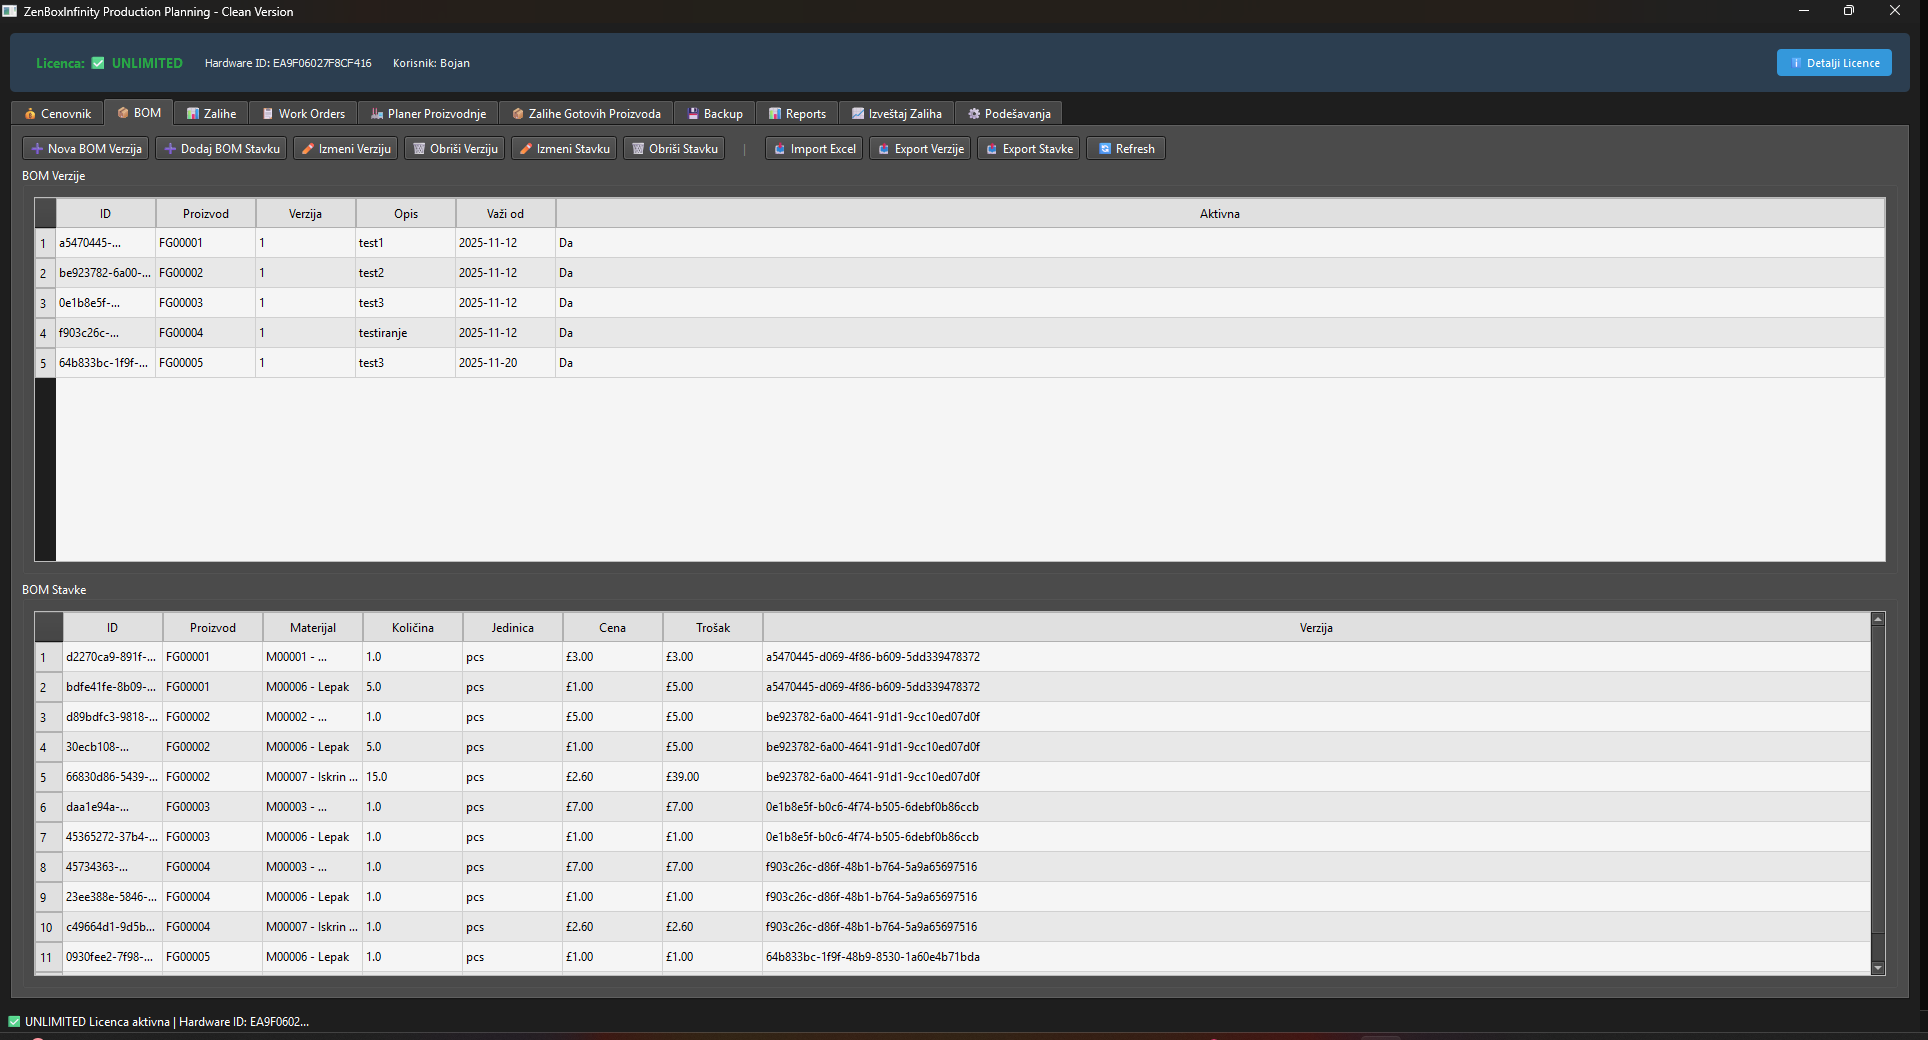 ZenBoxInfinity Production Planning - Clean Version
Licenca: ✅ UNLIMITED Hardware ID: EA9F06027F8CF416 Korisnik: Bojan Detalji Licence
Cenovnik BOM Zalihe Work Orders Planer Proizvodnje Zalihe Gotovih Proizvoda Backup Reports Izveštaj Zaliha Podešavanja
Nova BOM Verzija Dodaj BOM Stavku Izmeni Verziju Obriši Verziju Izmeni Stavku Obriši Stavku | Import Excel Export Verzije Export Stavke Refresh
BOM Verzije
ID Proizvod Verzija Opis Važi od Aktivna
1 a5470445-... FG00001 1 test1 2025-11-12 Da
2 be923782-6a00-... FG00002 1 test2 2025-11-12 Da
3 0e1b8e5f-... FG00003 1 test3 2025-11-12 Da
4 f903c26c-... FG00004 1 testiranje 2025-11-12 Da
5 64b833bc-1f9f-... FG00005 1 test3 2025-11-20 Da
BOM Stavke
ID Proizvod Materijal Količina Jedinica Cena Trošak Verzija
1 d2270ca9-891f-... FG00001 M00001 - ... 1.0 pcs £3.00 £3.00 a5470445-d069-4f86-b609-5dd339478372
2 bdfe41fe-8b09-... FG00001 M00006 - Lepak 5.0 pcs £1.00 £5.00 a5470445-d069-4f86-b609-5dd339478372
3 d89bdfc3-9818-... FG00002 M00002 - ... 1.0 pcs £5.00 £5.00 be923782-6a00-4641-91d1-9cc10ed07d0f
4 30ecb108-... FG00002 M00006 - Lepak 5.0 pcs £1.00 £5.00 be923782-6a00-4641-91d1-9cc10ed07d0f
5 66830d86-5439-... FG00002 M00007 - Iskrin ... 15.0 pcs £2.60 £39.00 be923782-6a00-4641-91d1-9cc10ed07d0f
6 daa1e94a-... FG00003 M00003 - ... 1.0 pcs £7.00 £7.00 0e1b8e5f-b0c6-4f74-b505-6debf0b86ccb
7 45365272-37b4-... FG00003 M00006 - Lepak 1.0 pcs £1.00 £1.00 0e1b8e5f-b0c6-4f74-b505-6debf0b86ccb
8 45734363-... FG00004 M00003 - ... 1.0 pcs £7.00 £7.00 f903c26c-d86f-48b1-b764-5a9a65697516
9 23ee388e-5846-... FG00004 M00006 - Lepak 1.0 pcs £1.00 £1.00 f903c26c-d86f-48b1-b764-5a9a65697516
10 c49664d1-9d5b... FG00004 M00007 - Iskrin ... 1.0 pcs £2.60 £2.60 f903c26c-d86f-48b1-b764-5a9a65697516
11 0930fee2-7f98-... FG00005 M00006 - Lepak 1.0 pcs £1.00 £1.00 64b833bc-1f9f-48b9-8530-1a60e4b71bda
✅ UNLIMITED Licenca aktivna | Hardware ID: EA9F0602...